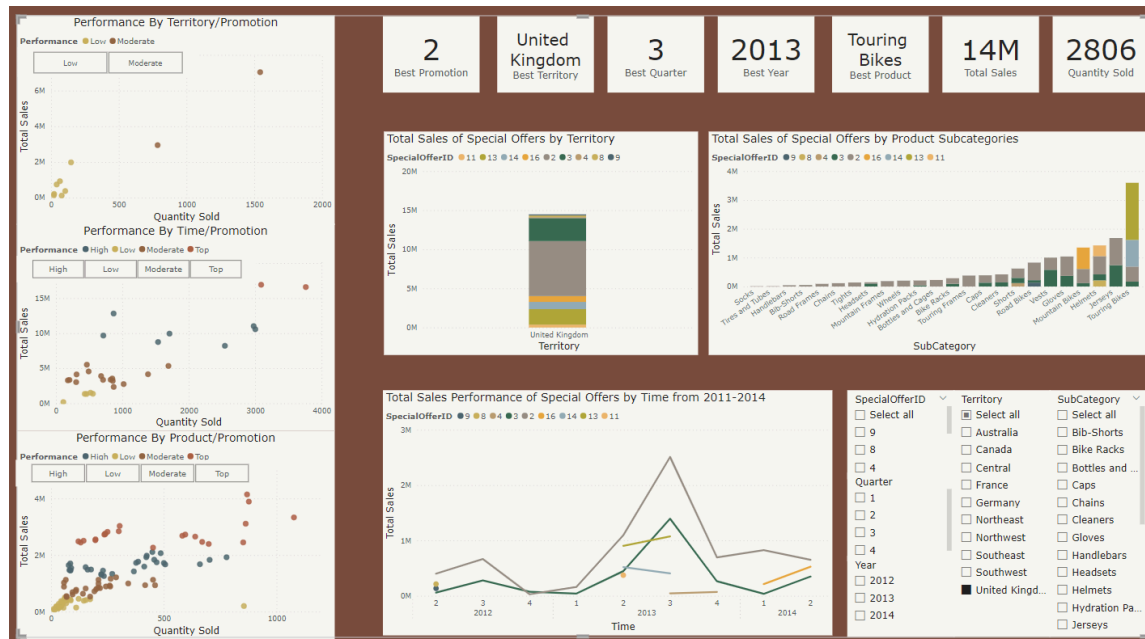 Performance By Territory/Promotion
Performance Low Moderate
Low Moderate
6M
4M
2M
0M
Total Sales
0 500 1000 1500 2000
Quantity Sold
Performance By Time/Promotion
Performance High Low Moderate Top
High Low Moderate Top
15M
10M
5M
0M
Total Sales
0 1000 2000 3000 4000
Quantity Sold
Performance By Product/Promotion
Performance High Low Moderate Top
High Low Moderate Top
4M
2M
0M
Total Sales
0 500 1000
Quantity Sold
2
Best Promotion
United
Kingdom
Best Territory
3
Best Quarter
2013
Best Year
Touring
Bikes
Best Product
14M
Total Sales
2806
Quantity Sold
Total Sales of Special Offers by Territory
SpecialOfferID 11 13 14 16 2 3 4 8 9
20M
15M
10M
5M
0M
Total Sales
United Kingdom
Territory
Total Sales of Special Offers by Product Subcategories
SpecialOfferID 9 8 4 3 2 16 14 13 11
4M
3M
2M
1M
0M
Total Sales
Socks
Tires and Tubes
Handlebars
Bib-Shorts
Road Frames
Chains
Tights
Headsets
Mountain Frames
Wheels
Hydration Packs
Bottles and Cages
Bike Racks
Touring Frames
Caps
Cleaners
Shorts
Road Bikes
Vests
Gloves
Mountain Bikes
Helmets
Jerseys
Touring Bikes
SubCategory
Total Sales Performance of Special Offers by Time from 2011-2014
SpecialOfferID 9 8 4 3 2 16 14 13 11
3M
2M
1M
0M
Total Sales
2 3 4 1 2 3 4 1 2
2012 2013 2014
Time
SpecialOfferID
Select all
9
8
4
Quarter
1
2
3
4
Year
2012
2013
2014
Territory
Select all
Australia
Canada
Central
France
Germany
Northeast
Northwest
Southeast
Southwest
United Kingd...
SubCategory
Select all
Bib-Shorts
Bike Racks
Bottles and ...
Caps
Chains
Cleaners
Gloves
Handlebars
Headsets
Helmets
Hydration Pa...
Jerseys